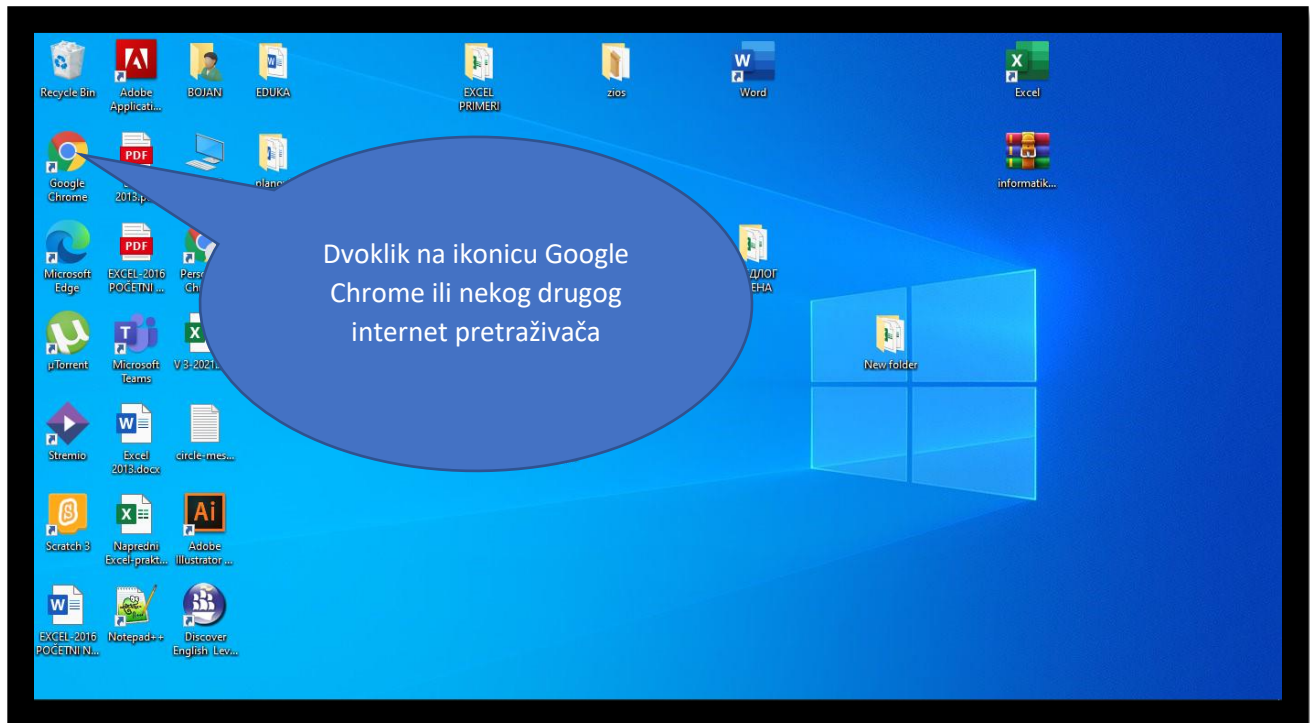 Recycle Bin
Adobe
Applicati...
BOJAN
EDUKA
EXCEL
PRIMERI
zios
Word
Excel
Google
Chrome
2013.p
informatik...
Dvoklik na ikonicu Google
Chrome ili nekog drugog
internet pretraživača
Microsoft
Edge
EXCEL-2016
POČETNI ...
µTorrent
Microsoft
Teams
V 3-2021
New folder
Stremio
Excel
2013.docx
circle-mes...
Scratch 3
Napredni
Excel-prakt...
Adobe
Illustrator ...
EXCEL-2016
POČETNI N...
Notepad++
Discover
English Lev...